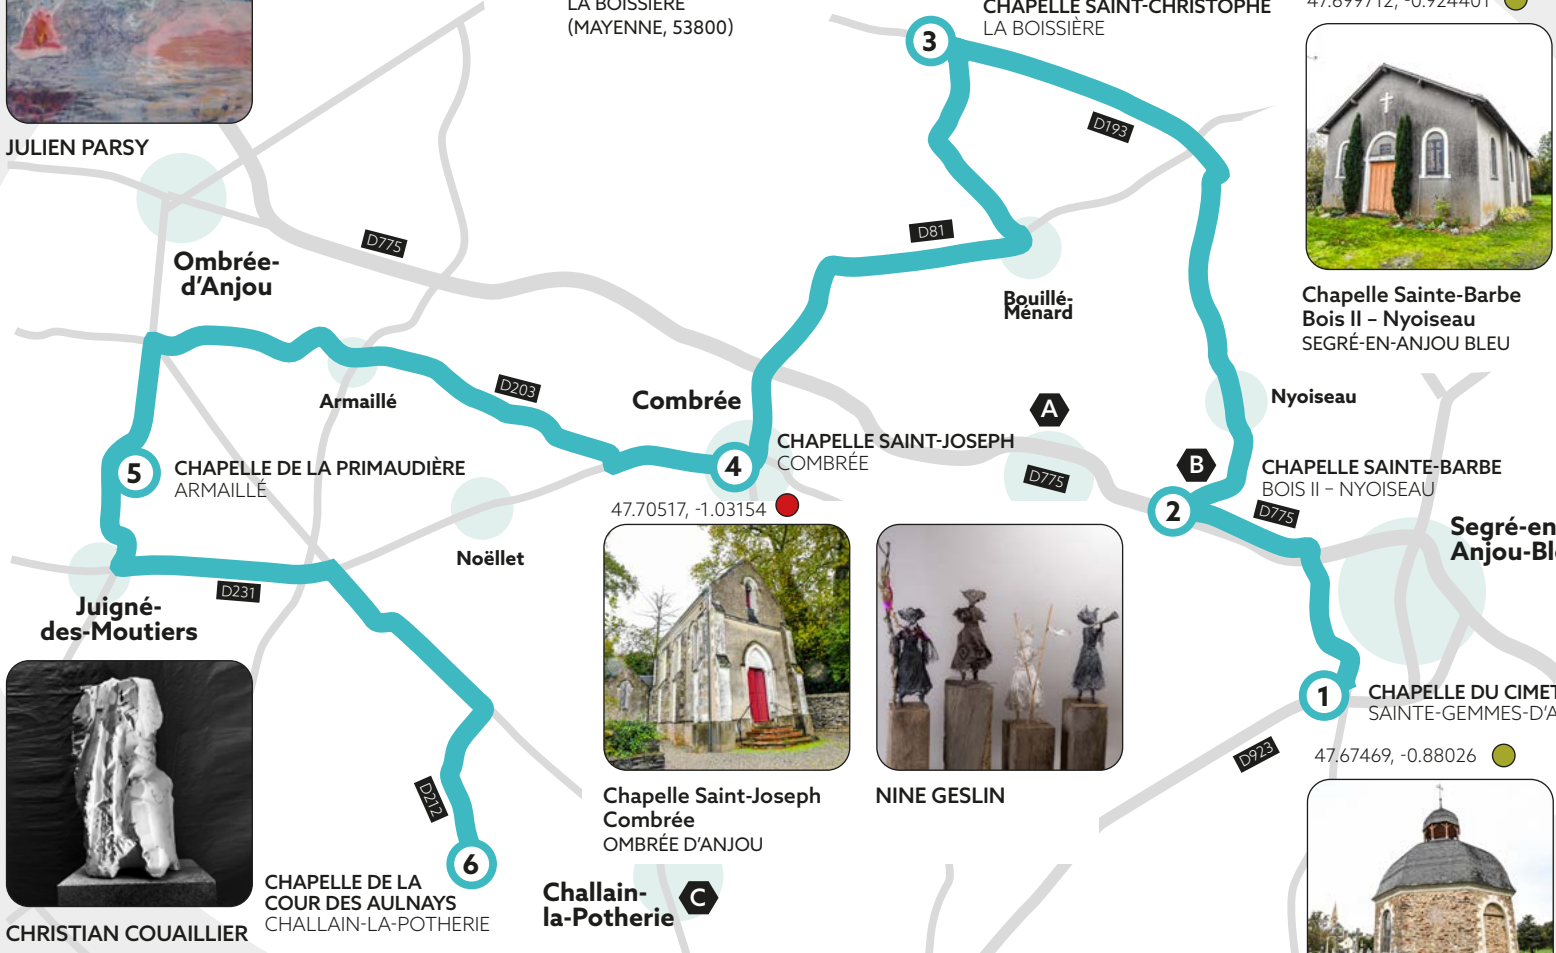 LA BOISSIÈRE
(MAYENNE, 53800)
CHAPELLE SAINT-CHRISTOPHE
LA BOISSIÈRE
47.699712, -0.924401
3
JULIEN PARSY
D193
D81
D775
Ombrée-
d'Anjou
Bouillé-
Ménard
Chapelle Sainte-Barbe
Bois II – Nyoiseau
SEGRÉ-EN-ANJOU BLEU
Armaillé
D203
Combrée
A
Nyoiseau
5
CHAPELLE DE LA PRIMAUDIÈRE
ARMAILLÉ
4
CHAPELLE SAINT-JOSEPH
COMBRÉE
47.70517, -1.03154
D775
B
CHAPELLE SAINTE-BARBE
BOIS II – NYOISEAU
2
D775
Segré-en
Noëllet
D231
Juigné-
des-Moutiers
1
CHAPELLE DU
SAINTE-GEMMES-D'A
47.67469, -0.88026
D923
D212
Chapelle Saint-Joseph
Combrée
OMBRÉE D'ANJOU
NINE GESLIN
6
CHAPELLE DE LA
COUR DES AULNAYS
CHALLAIN-LA-POTHERIE
Challain-
la-Potherie
C
CHRISTIAN COUAILLIER